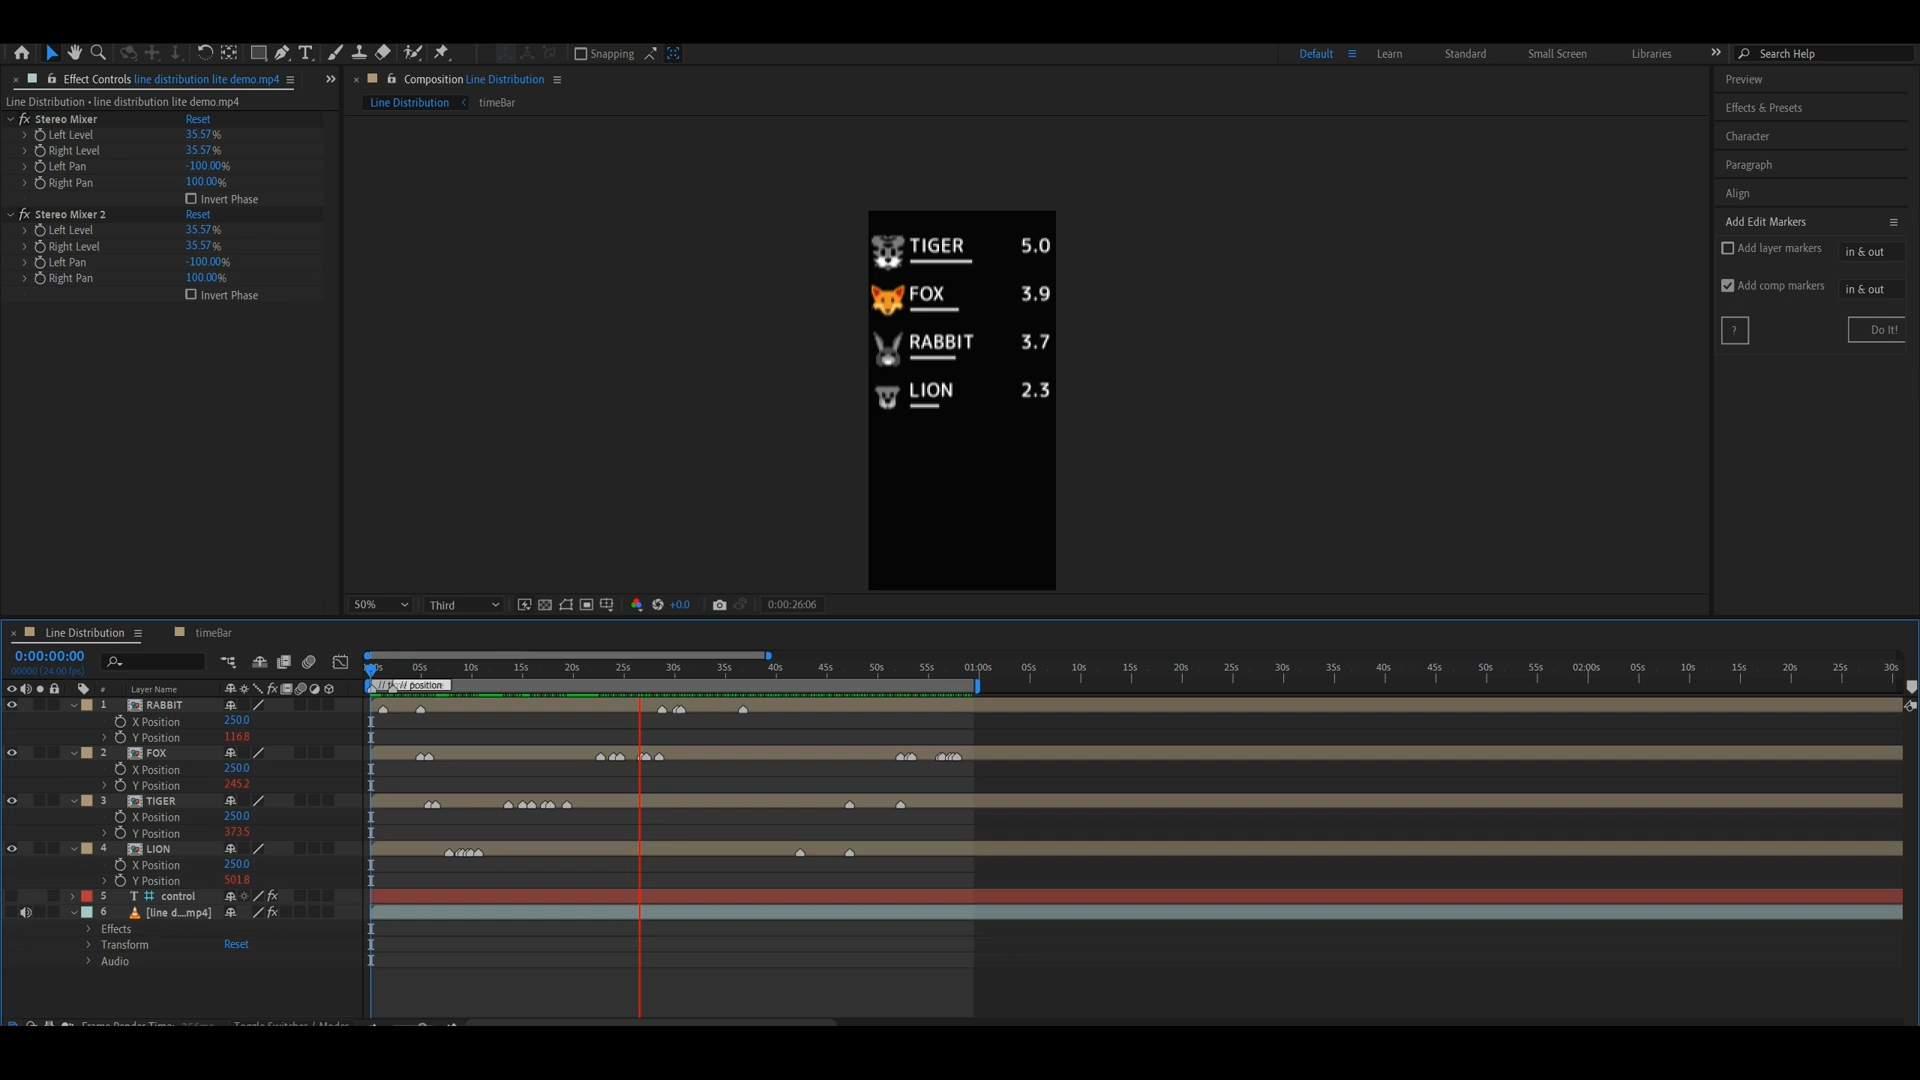 Snapping
Default
Learn
Standard
Small Screen
Libraries
Search Help
Effect Controls line distribution lite demo.mp4
Composition Line Distribution
Line Distribution • line distribution lite demo.mp4
Line Distribution
timeBar
fx Stereo Mixer Reset
Left Level 35.57%
Right Level 35.57%
Left Pan -100.00%
Right Pan 100.00%
Invert Phase
fx Stereo Mixer 2 Reset
Left Level 35.57%
Right Level 35.57%
Left Pan -100.00%
Right Pan 100.00%
Invert Phase
TIGER 5.0
FOX 3.9
RABBIT 3.7
LION 2.3
Preview
Effects & Presets
Character
Paragraph
Align
Add Edit Markers
Add layer markers in & out
Add comp markers in & out
? Do It!
50% Third +0.0 0:00:26:06
Line Distribution
timeBar
0:00:00:00
00000 (24.00 fps)
05s 10s 15s 20s 25s 30s 35s 40s 45s 50s 55s 01:00s 05s 10s 15s 20s 25s 30s 35s 40s 45s 50s 55s 02:00s 05s 10s 15s 20s 25s 30s
# Layer Name fx
// position
1 RABBIT
X Position 250.0
Y Position 116.8
2 FOX
X Position 250.0
Y Position 245.2
3 TIGER
X Position 250.0
Y Position 373.5
4 LION
X Position 250.0
Y Position 501.8
5 T control fx
6 [line d...mp4] fx
Effects
Transform Reset
Audio